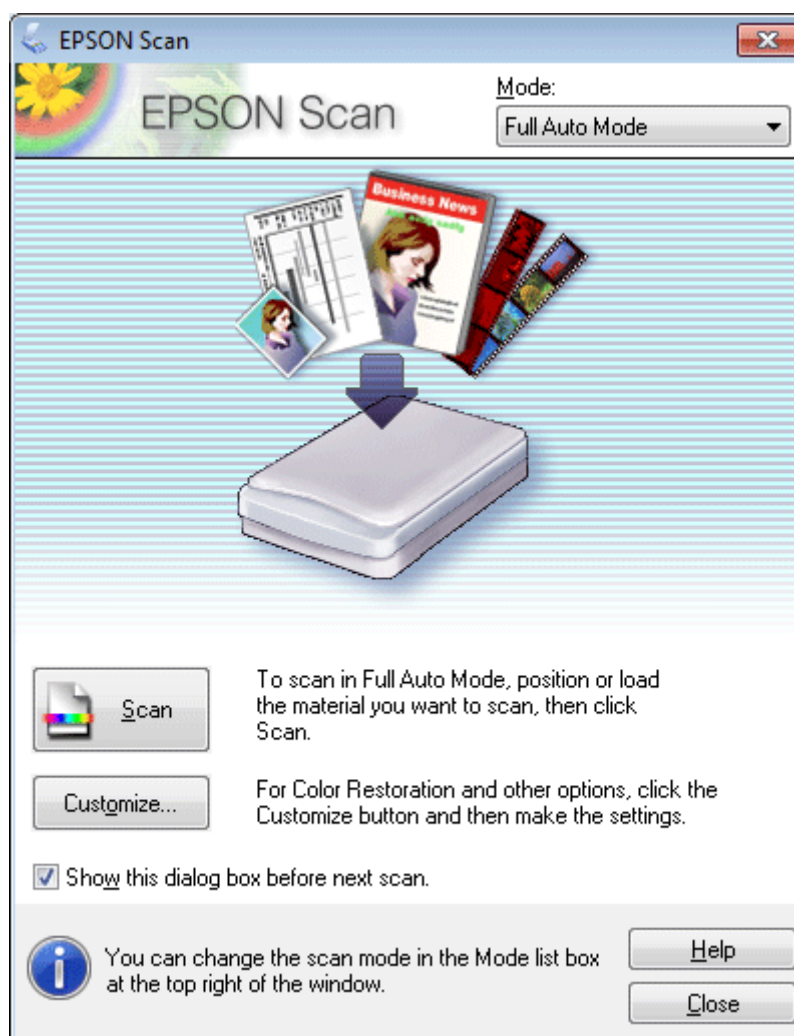 EPSON Scan
EPSON Scan
Mode:
Full Auto Mode
Business News
Scan
To scan in Full Auto Mode, position or load
the material you want to scan, then click
Scan.
Customize...
For Color Restoration and other options, click the
Customize button and then make the settings.
Show this dialog box before next scan.
You can change the scan mode in the Mode list box
at the top right of the window.
Help
Close